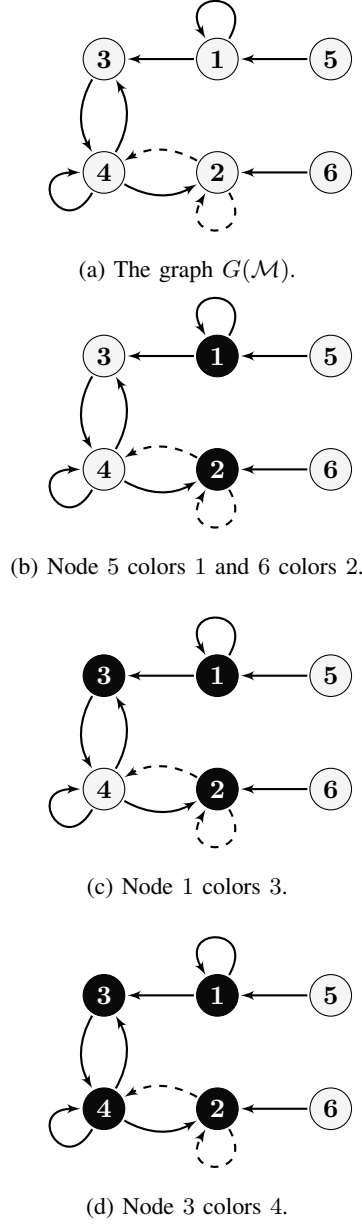 3 1 5
4 2 6
(a) The graph G(ℳ).
3 1 5
4 2 6
(b) Node 5 colors 1 and 6 colors 2.
3 1 5
4 2 6
(c) Node 1 colors 3.
3 1 5
4 2 6
(d) Node 3 colors 4.